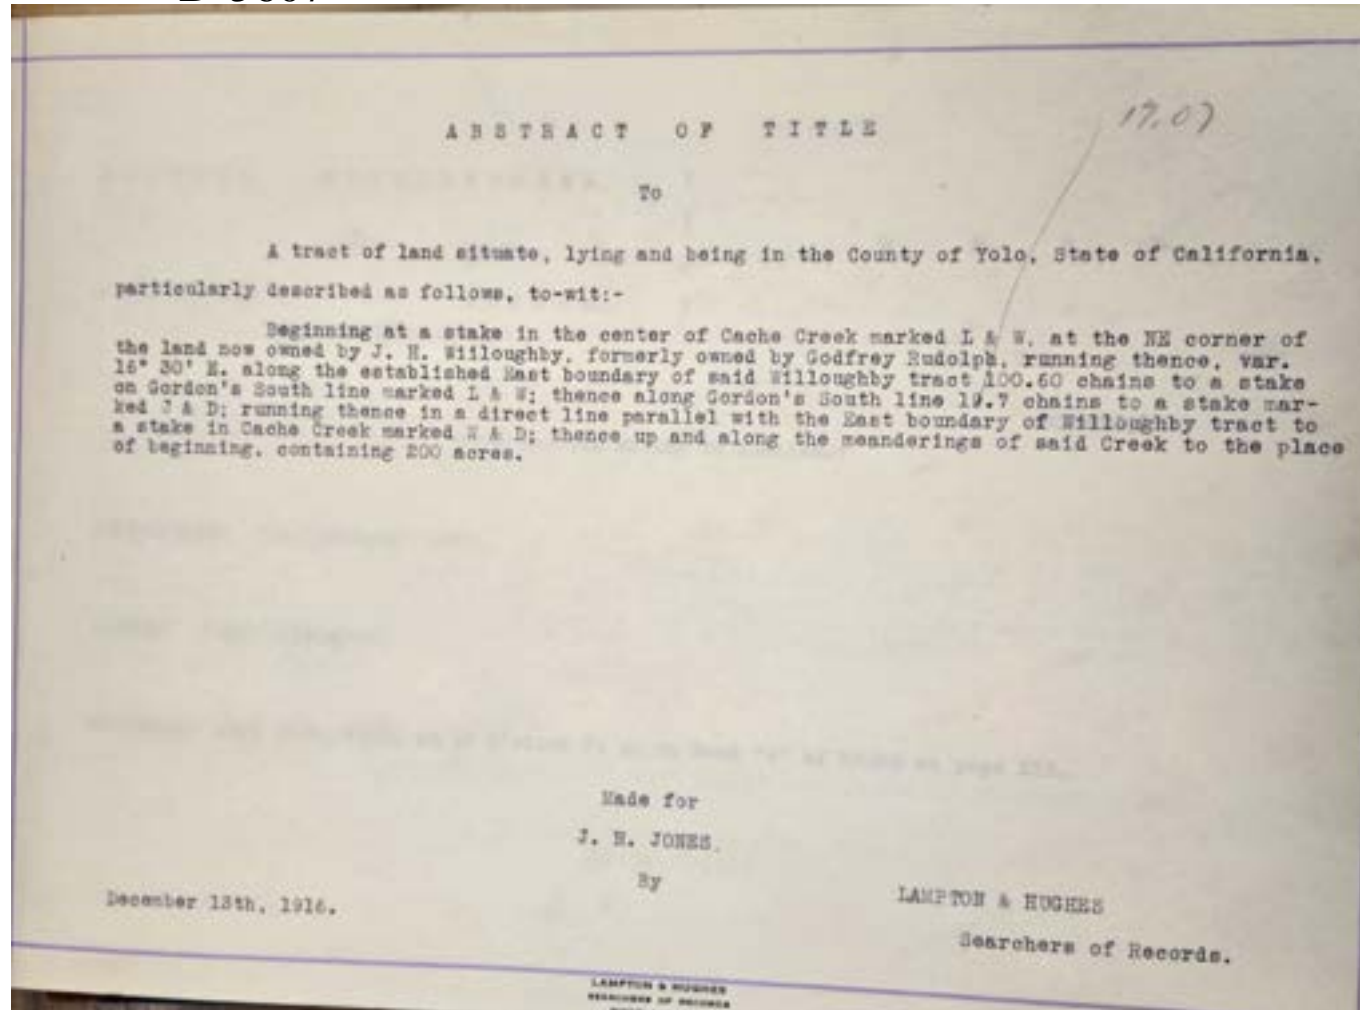 ABSTRACT OF TITLE
17.07
To
A tract of land situate, lying and being in the County of Yolo, State of California,
particularly described as follows, to-wit:-
Beginning at a stake in the center of Cache Creek marked L & W, at the NE corner of
the land now owned by J. H. Willoughby, formerly owned by Godfrey Rudolph, running thence, var.
16° 30' E. along the established East boundary of said Willoughby tract 100.60 chains to a stake
on Gordon's South line marked L & W; thence along Gordon's South line 19.7 chains to a stake mar-
ked J & D; running thence in a direct line parallel with the East boundary of Willoughby tract to
a stake in Cache Creek marked W & D; thence up and along the meanderings of said Creek to the place
of beginning, containing 200 acres.
Made for
J. H. JONES.
By
December 13th, 1916.
LAMPTON & HUGHES
Searchers of Records.
LAMPTON & HUGHES
SEARCHERS OF RECORDS